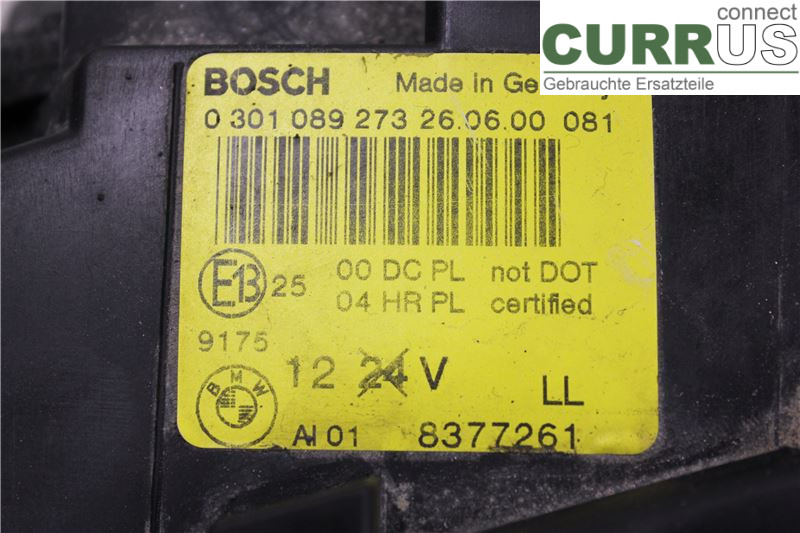 connect
CURRUS
Gebrauchte Ersatzteile
BOSCH Made in Ge
0 301 089 273 26.06.00 081
E13 25 00 DC PL not DOT
04 HR PL certified
9175
12 24 V
LL
BMW
AI 01 8377261